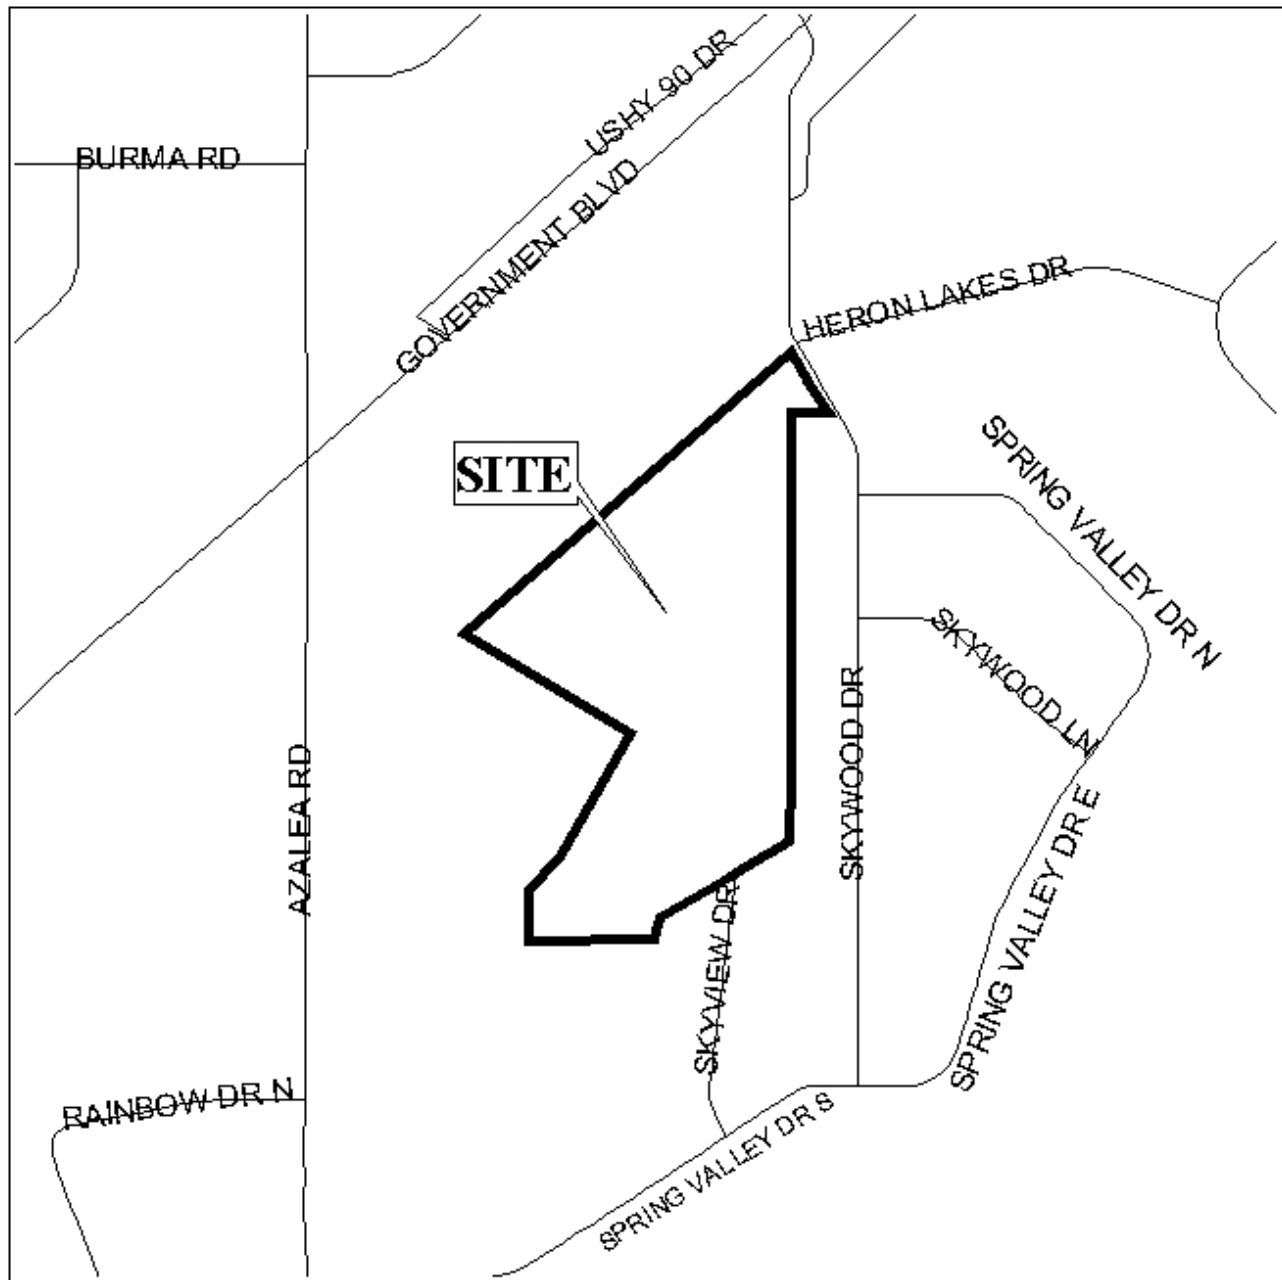 USHY 90 DR
BURMA RD
GOVERNMENT BLVD
HERON LAKES DR
SITE
SPRING VALLEY DR N
SKYWOOD LN
SKYWOOD DR
AZALEA RD
SPRING VALLEY DR E
SKYVIEW DR
RAINBOW DR N
SPRING VALLEY DR S